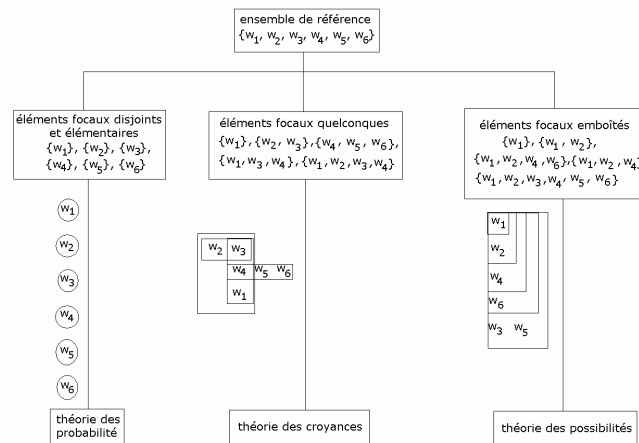 ensemble de référence
{w₁, w₂, w₃, w₄, w₅, w₆}
éléments focaux disjoints
et élémentaires
{w₁}, {w₂}, {w₃},
{w₄}, {w₅}, {w₆}
éléments focaux quelconques
{w₁}, {w₂, w₃}, {w₄, w₅, w₆},
{w₁, w₃, w₄}, {w₁, w₂, w₃, w₄}
éléments focaux emboîtés
{w₁}, {w₁, w₂},
{w₁, w₂, w₄, w₆}, {w₁, w₂, w₄}
{w₁, w₂, w₃, w₄, w₅, w₆}
w₁
w₂
w₃
w₄
w₅
w₆
w₂ w₃
w₄ w₅ w₆
w₁
w₁
w₂
w₄
w₆
w₃ w₅
théorie des
probabilité
théorie des croyances
théorie des possibilités